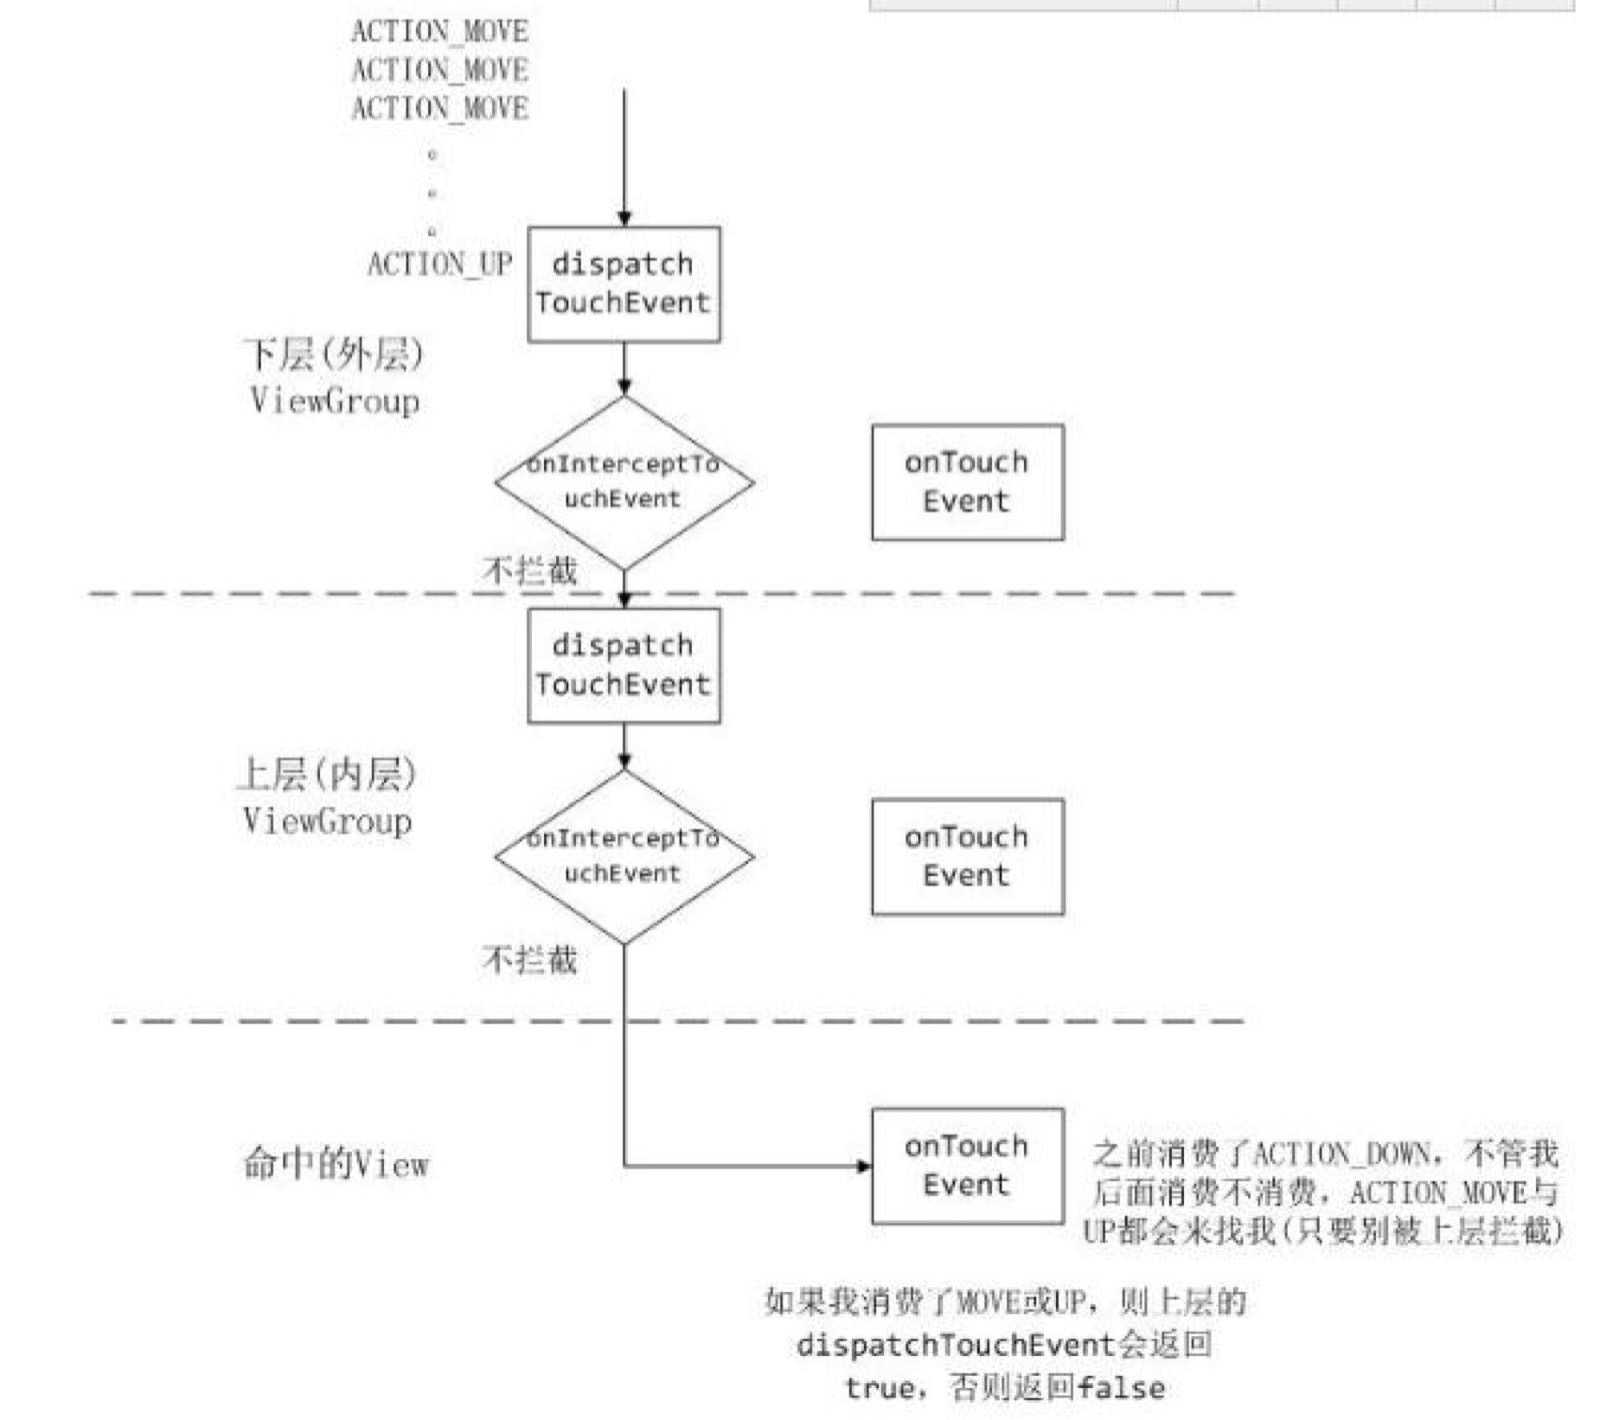 ACTION_MOVE
ACTION_MOVE
ACTION_MOVE
ACTION_UP
dispatch
TouchEvent
下层(外层)
ViewGroup
onInterceptTo
uchEvent
onTouch
Event
不拦截
dispatch
TouchEvent
上层(内层)
ViewGroup
onInterceptTo
uchEvent
onTouch
Event
不拦截
命中的View
onTouch
Event
之前消费了ACTION_DOWN，不管我
后面消费不消费，ACTION_MOVE与
UP都会来找我(只要别被上层拦截)
如果我消费了MOVE或UP，则上层的
dispatchTouchEvent会返回
true，否则返回false